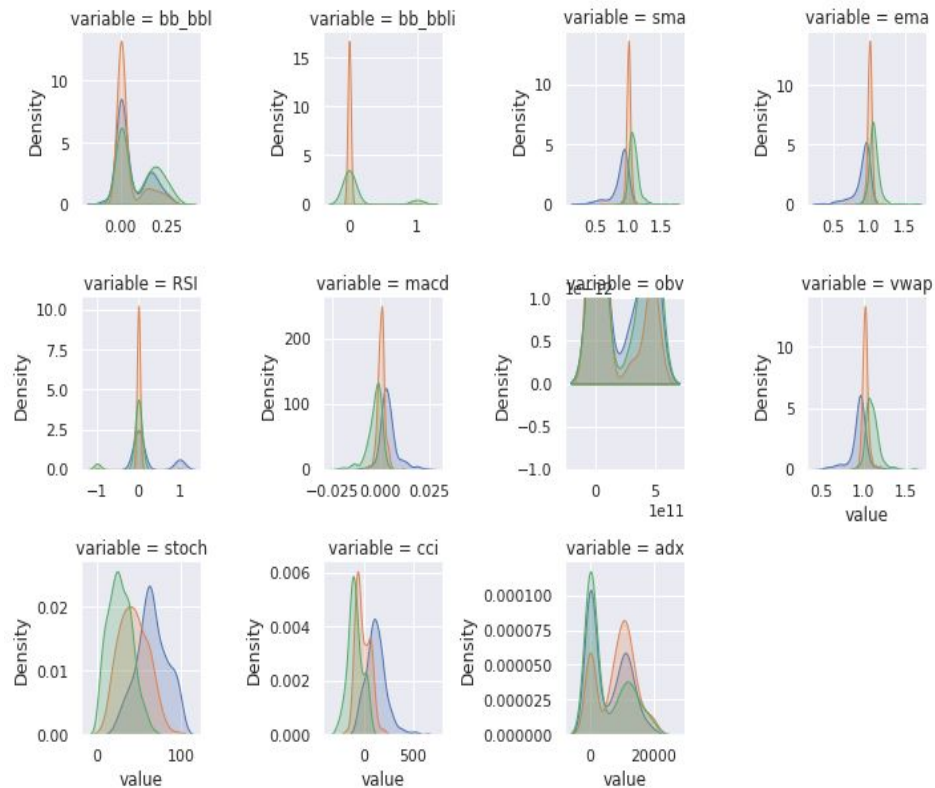 variable = bb_bbl
variable = bb_bbli
variable = sma
variable = ema
Density
10
5
0
0.00 0.25
Density
15
10
5
0
0 1
Density
10
5
0
0.5 1.0 1.5
Density
10
5
0
0.5 1.0 1.5
variable = RSI
variable = macd
variable = obv
variable = vwap
Density
10.0
7.5
5.0
2.5
0.0
−1 0 1
Density
200
100
0
−0.025 0.000 0.025
1e−12
Density
1.0
0.5
0.0
−0.5
−1.0
0 5
1e11
Density
10
5
0
0.5 1.0 1.5
value
variable = stoch
variable = cci
variable = adx
Density
0.02
0.01
0.00
0 100
value
Density
0.006
0.004
0.002
0.000
0 500
value
Density
0.000100
0.000075
0.000050
0.000025
0.000000
0 20000
value